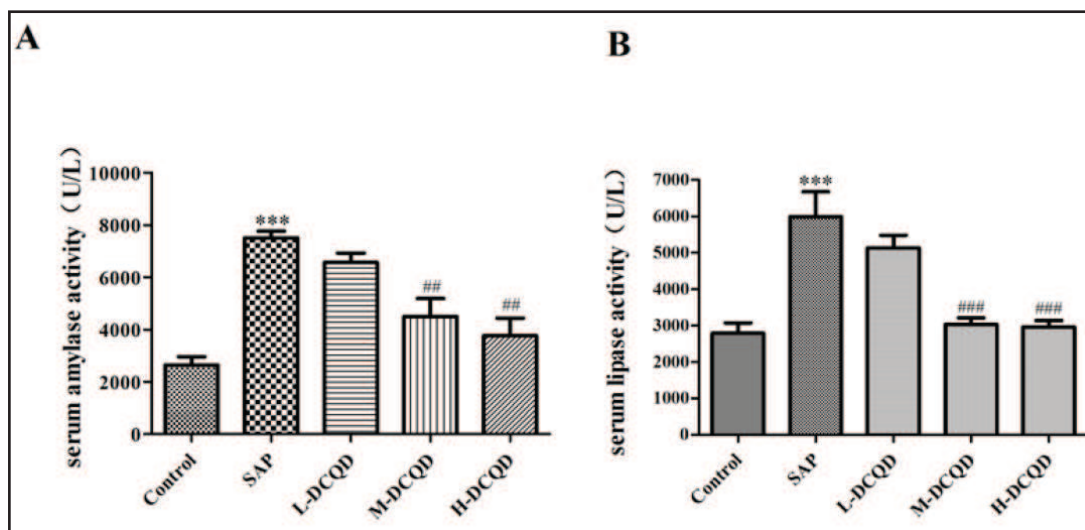 A
serum amylase activity（U/L）
10000
8000
6000
4000
2000
0
***
##
##
Control
SAP
L-DCQD
M-DCQD
H-DCQD
B
serum lipase activity（U/L）
7000
6000
5000
4000
3000
2000
1000
0
***
###
###
Control
SAP
L-DCQD
M-DCQD
H-DCQD